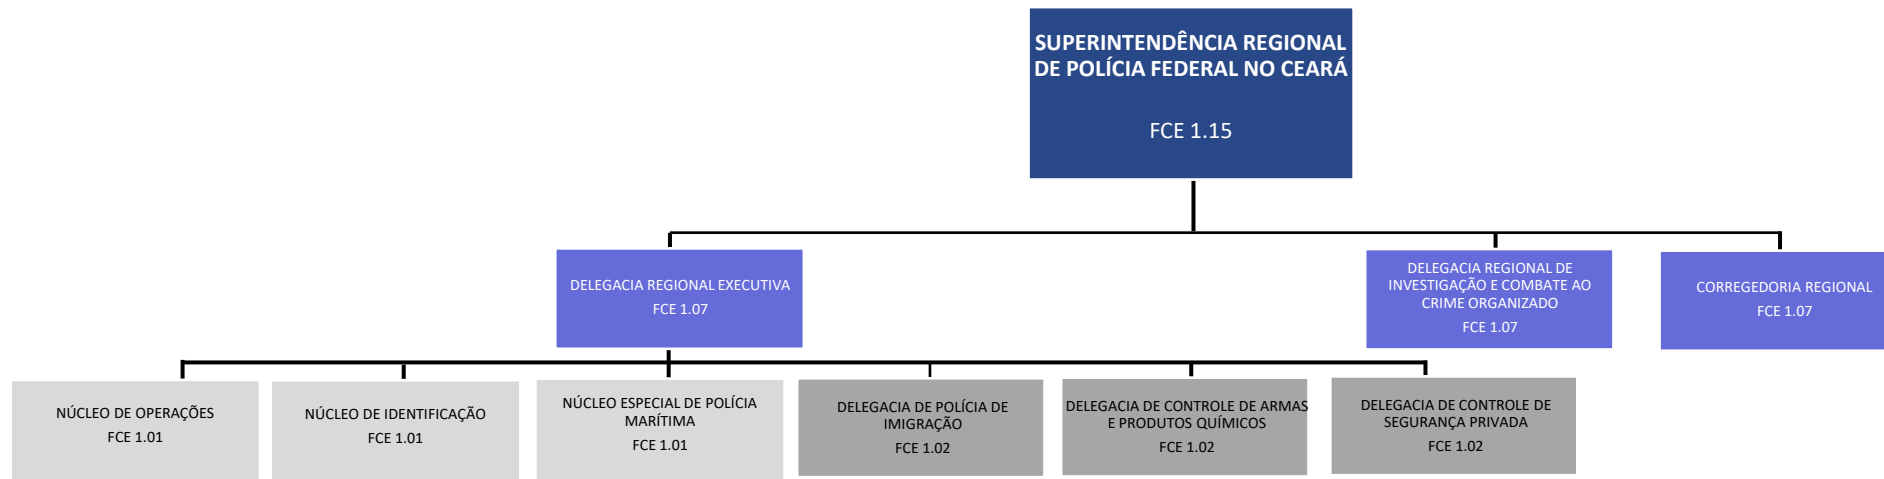 SUPERINTENDÊNCIA REGIONAL
DE POLÍCIA FEDERAL NO CEARÁ
FCE 1.15
DELEGACIA REGIONAL EXECUTIVA
FCE 1.07
DELEGACIA REGIONAL DE
INVESTIGAÇÃO E COMBATE AO
CRIME ORGANIZADO
FCE 1.07
CORREGEDORIA REGIONAL
FCE 1.07
NÚCLEO DE OPERAÇÕES
FCE 1.01
NÚCLEO DE IDENTIFICAÇÃO
FCE 1.01
NÚCLEO ESPECIAL DE POLÍCIA
MARÍTIMA
FCE 1.01
DELEGACIA DE POLÍCIA DE
IMIGRAÇÃO
FCE 1.02
DELEGACIA DE CONTROLE DE ARMAS
E PRODUTOS QUÍMICOS
FCE 1.02
DELEGACIA DE CONTROLE DE
SEGURANÇA PRIVADA
FCE 1.02